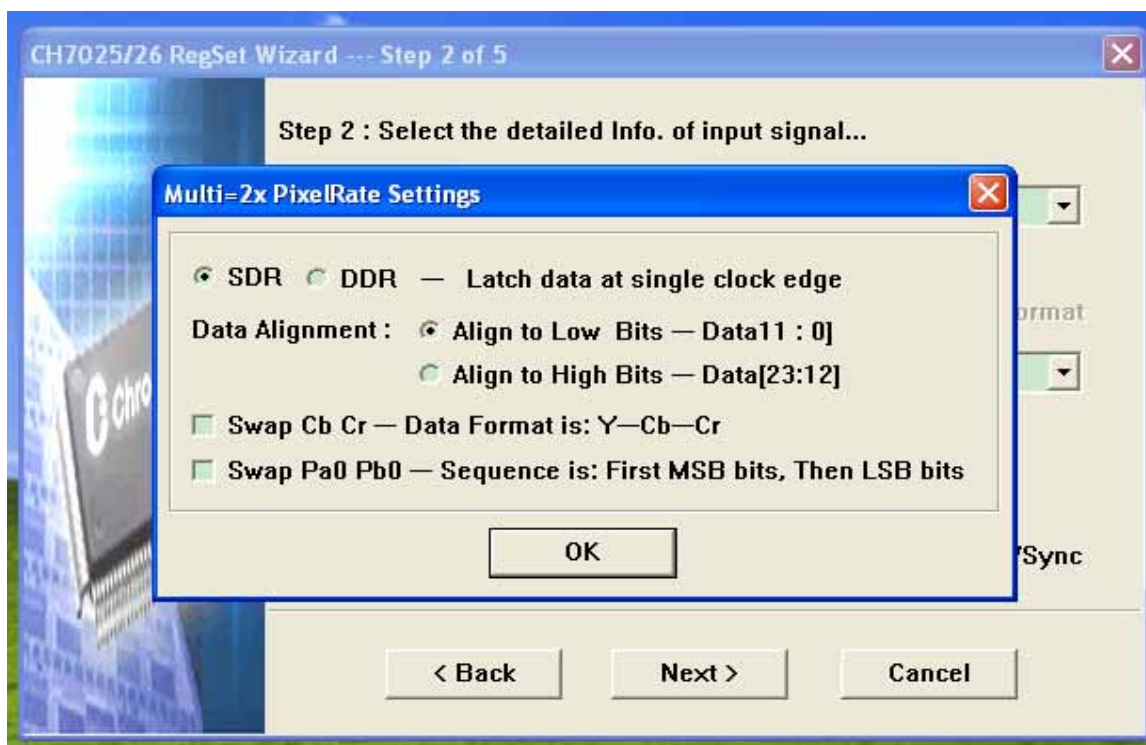 CH7025/26 RegSet Wizard --- Step 2 of 5
Step 2 : Select the detailed Info. of input signal...
Multi=2x PixelRate Settings
SDR DDR — Latch data at single clock edge
Data Alignment : Align to Low Bits — Data11 : 0]
Align to High Bits — Data[23:12]
Swap Cb Cr — Data Format is: Y—Cb—Cr
Swap Pa0 Pb0 — Sequence is: First MSB bits, Then LSB bits
OK
ormat
/Sync
Chro
< Back Next > Cancel